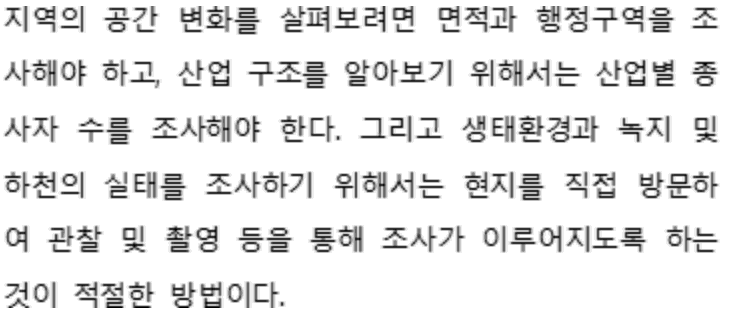 지역의 공간 변화를 살펴보려면 면적과 행정구역을 조
사해야 하고, 산업 구조를 알아보기 위해서는 산업별 종
사자 수를 조사해야 한다. 그리고 생태환경과 녹지 및
하천의 실태를 조사하기 위해서는 현지를 직접 방문하
여 관찰 및 촬영 등을 통해 조사가 이루어지도록 하는
것이 적절한 방법이다.